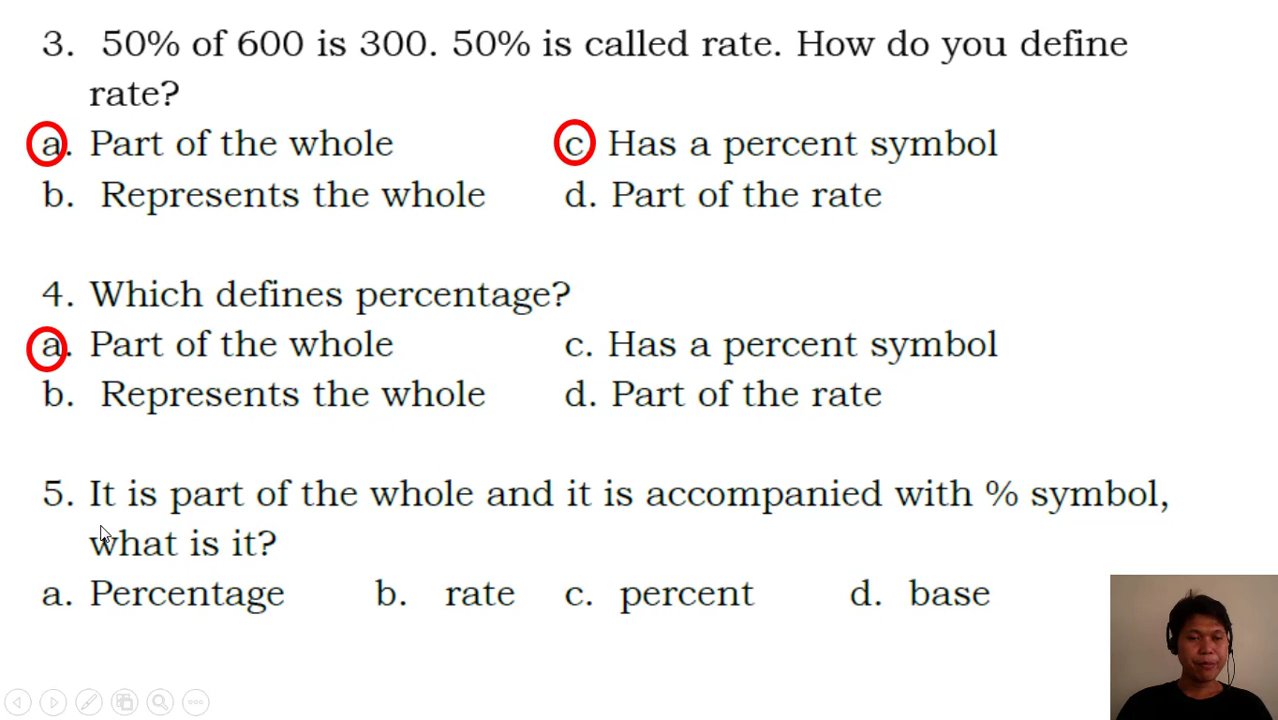 3. 50% of 600 is 300. 50% is called rate. How do you define
rate?
a. Part of the whole c. Has a percent symbol
b. Represents the whole d. Part of the rate
4. Which defines percentage?
a. Part of the whole c. Has a percent symbol
b. Represents the whole d. Part of the rate
5. It is part of the whole and it is accompanied with % symbol,
what is it?
a. Percentage b. rate c. percent d. base